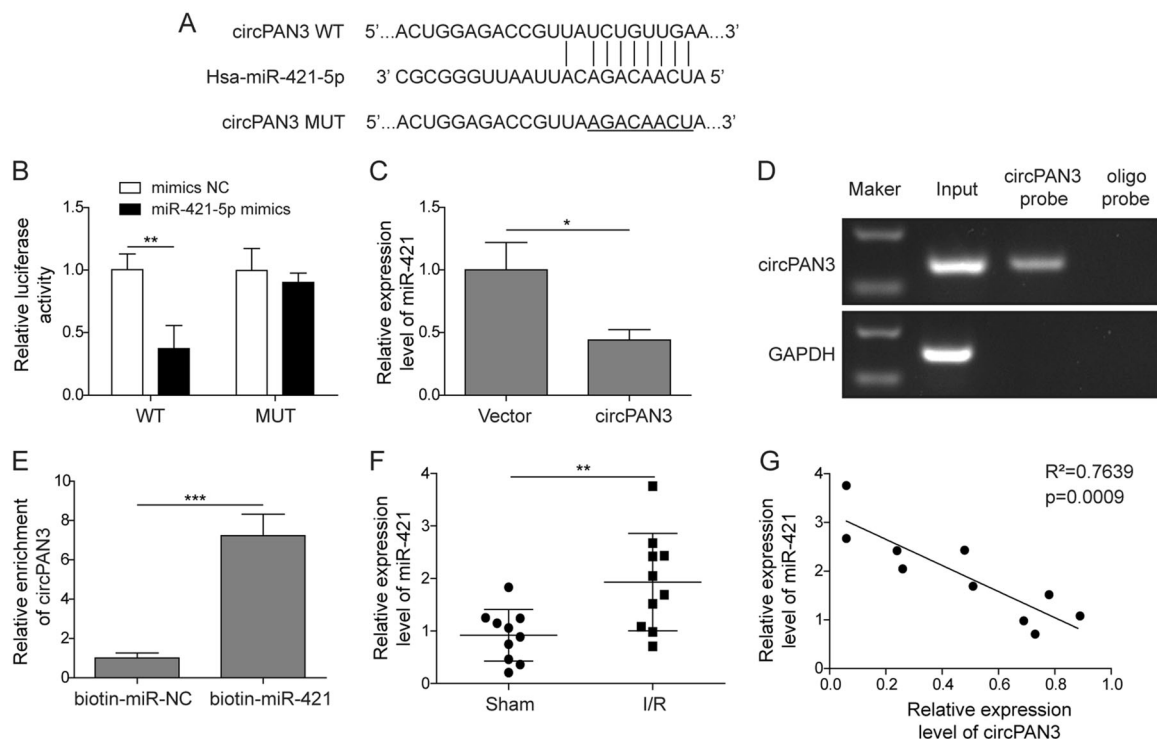 A
circPAN3 WT 5’...ACUGGAGACCGUUAUCUGUUGAA...3’
Hsa-miR-421-5p 3’ CGCGGGUUAAUUACAGACAACUA 5’
circPAN3 MUT 5’...ACUGGAGACCGUUAAGACAACUA...3’
B
mimics NC
miR-421-5p mimics
Relative luciferase
activity
1.5
1.0
0.5
0.0
**
WT MUT
C
Relative expression
level of miR-421
1.5
1.0
0.5
0.0
*
Vector circPAN3
D
Maker Input circPAN3 probe oligo probe
circPAN3
GAPDH
E
Relative enrichment
of circPAN3
10
8
6
4
2
0
***
biotin-miR-NC biotin-miR-421
F
Relative expression
level of miR-421
4
3
2
1
0
**
Sham I/R
G
Relative expression
level of miR-421
4
3
2
1
0
R²=0.7639
p=0.0009
0.0 0.2 0.4 0.6 0.8 1.0
Relative expression
level of circPAN3